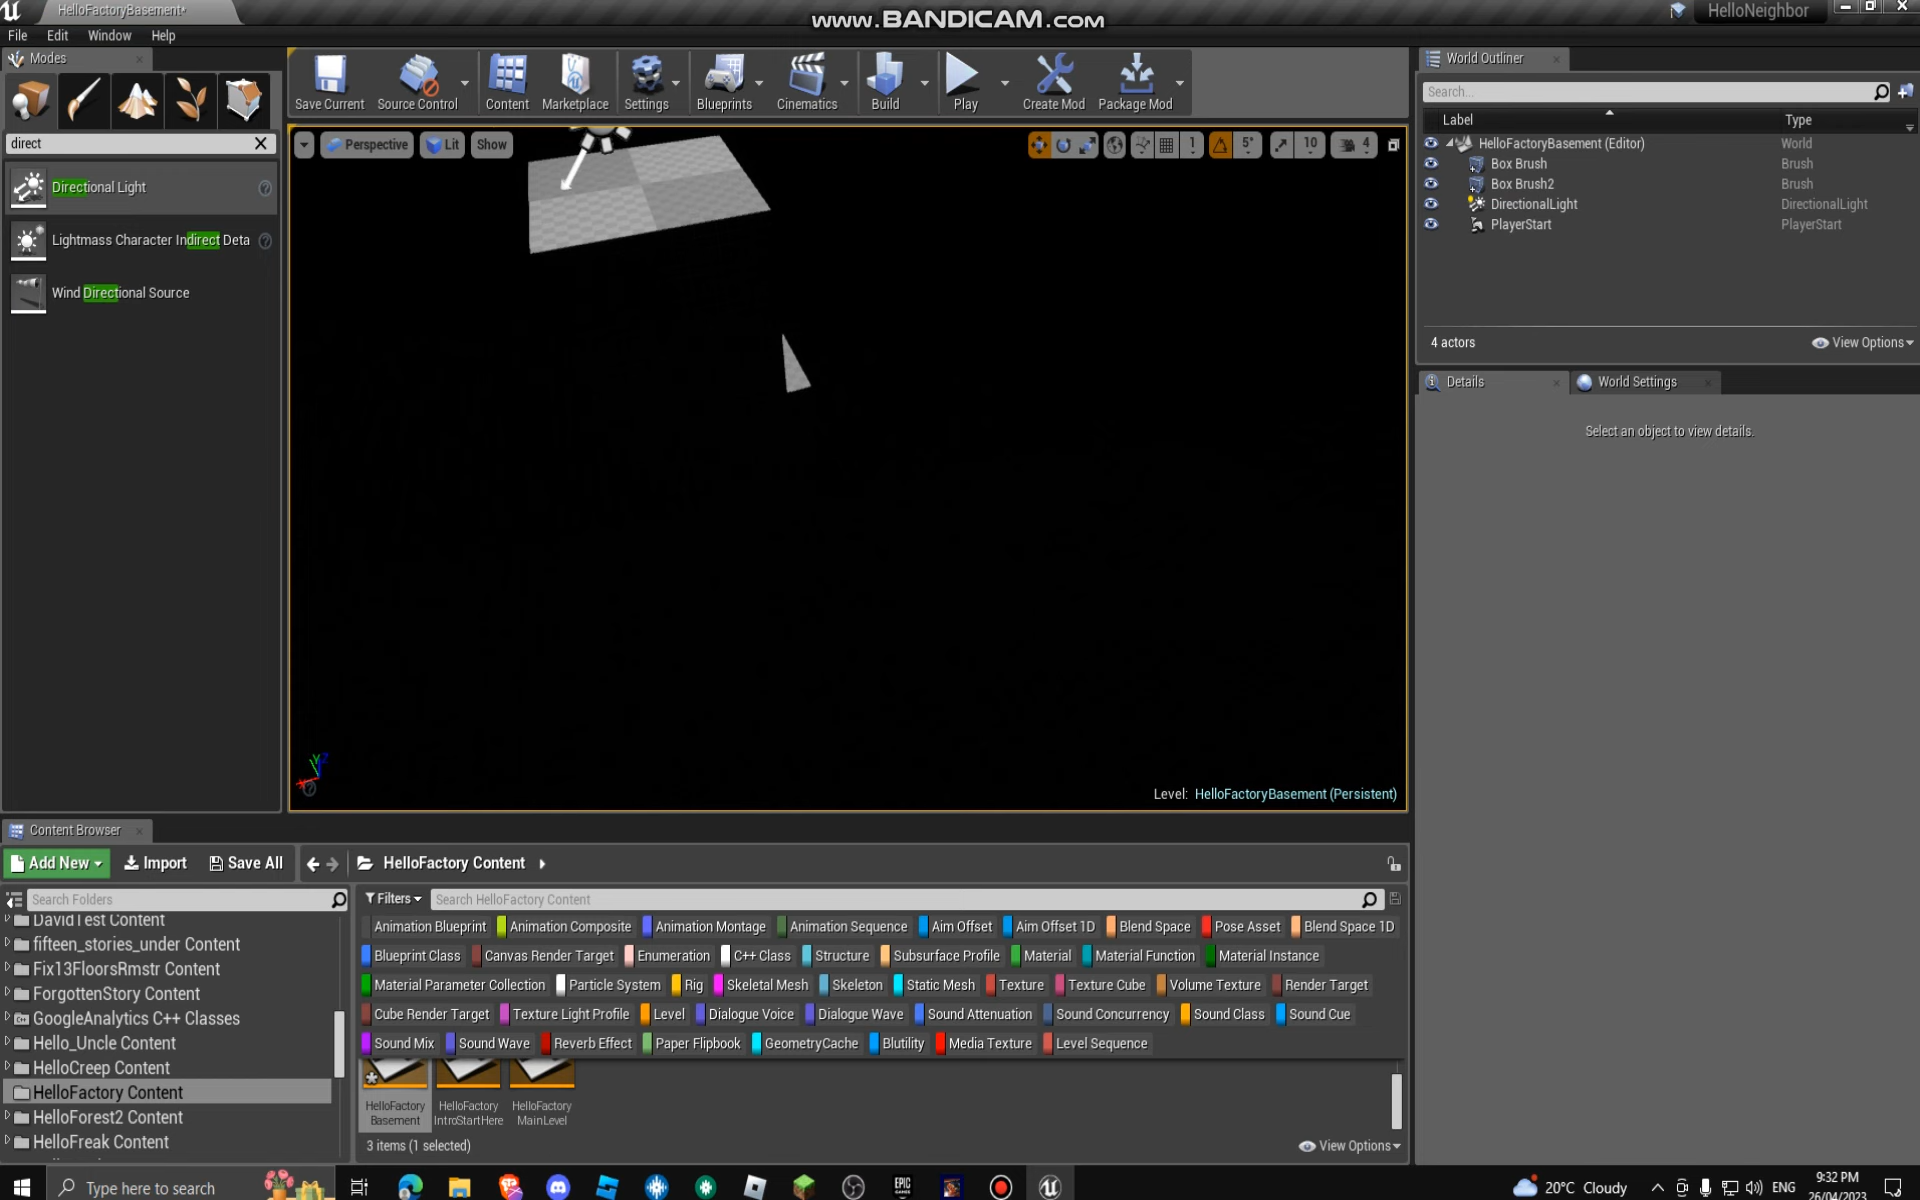 HelloFactoryBasement*
www.BANDICAM.com
HelloNeighbor
File Edit Window Help
Modes
Save Current
Source Control
Content
Marketplace
Settings
Blueprints
Cinematics
Build
Play
Create Mod
Package Mod
direct
Directional Light
Lightmass Character Indirect Deta
Wind Directional Source
Perspective
Lit
Show
1
5°
10
4
Level: HelloFactoryBasement (Persistent)
World Outliner
Search...
Label Type
HelloFactoryBasement (Editor) World
Box Brush Brush
Box Brush2 Brush
DirectionalLight DirectionalLight
PlayerStart PlayerStart
4 actors
View Options
Details
World Settings
Select an object to view details.
Content Browser
Add New
Import
Save All
HelloFactory Content
Search Folders
DavidTest Content
fifteen_stories_under Content
Fix13FloorsRmstr Content
ForgottenStory Content
GoogleAnalytics C++ Classes
Hello_Uncle Content
HelloCreep Content
HelloFactory Content
HelloForest2 Content
HelloFreak Content
Filters
Search HelloFactory Content
Animation Blueprint Animation Composite Animation Montage Animation Sequence Aim Offset Aim Offset 1D Blend Space Pose Asset Blend Space 1D
Blueprint Class Canvas Render Target Enumeration C++ Class Structure Subsurface Profile Material Material Function Material Instance
Material Parameter Collection Particle System Rig Skeletal Mesh Skeleton Static Mesh Texture Texture Cube Volume Texture Render Target
Cube Render Target Texture Light Profile Level Dialogue Voice Dialogue Wave Sound Attenuation Sound Concurrency Sound Class Sound Cue
Sound Mix Sound Wave Reverb Effect Paper Flipbook GeometryCache Blutility Media Texture Level Sequence
HelloFactory
Basement
HelloFactory
IntroStartHere
HelloFactory
MainLevel
3 items (1 selected)
View Options
Type here to search
EPIC
GAMES
20°C Cloudy
ENG
9:32 PM
26/04/2023